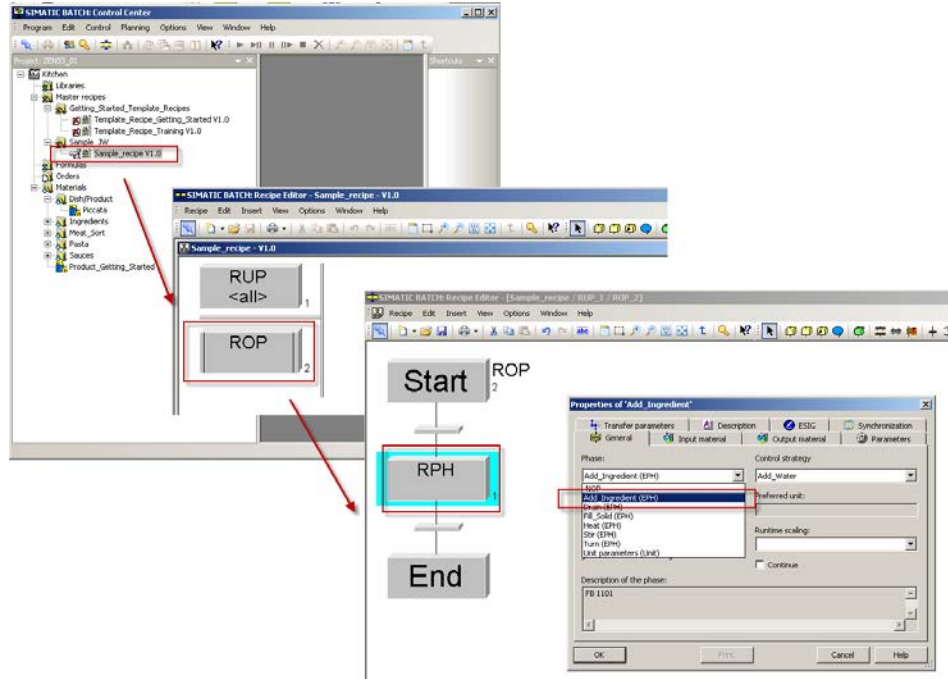 SIMATIC BATCH: Control Center
Program Edit Control Planning Options View Window Help
Project: ZEN53_01
Shortcuts
Kitchen
Libraries
Master recipes
Getting_Started_Template_Recipes
Template_Recipe_Getting_Started V1.0
Template_Recipe_Training V1.0
Sample_JW
Sample_recipe V1.0
Formulas
Orders
Materials
Dish/Product
Piccata
Ingredients
Meat_Sort
Pasta
Sauces
Product_Getting_Started
SIMATIC BATCH: Recipe Editor - Sample_recipe - V1.0
Recipe Edit Insert View Options Window Help
Sample_recipe - V1.0
RUP
<all>
1
ROP
2
SIMATIC BATCH: Recipe Editor - [Sample_recipe / RUP_1 / ROP_2]
Recipe Edit Insert View Options Window Help
abc
Start
ROP
2
RPH
1
End
Properties of 'Add_Ingredient'
Transfer parameters Description ESIG Synchronization
General Input material Output material Parameters
Phase:
Control strategy
Add_Ingredient (EPH)
Add_Water
NOP
Add_Ingredient (EPH)
Preferred unit:
Drain (EPH)
Fill_Solid (EPH)
Heat (EPH)
Runtime scaling:
Stir (EPH)
Turn (EPH)
Unit parameters (Unit)
Continue
Description of the phase:
FB 1101
OK Print Cancel Help